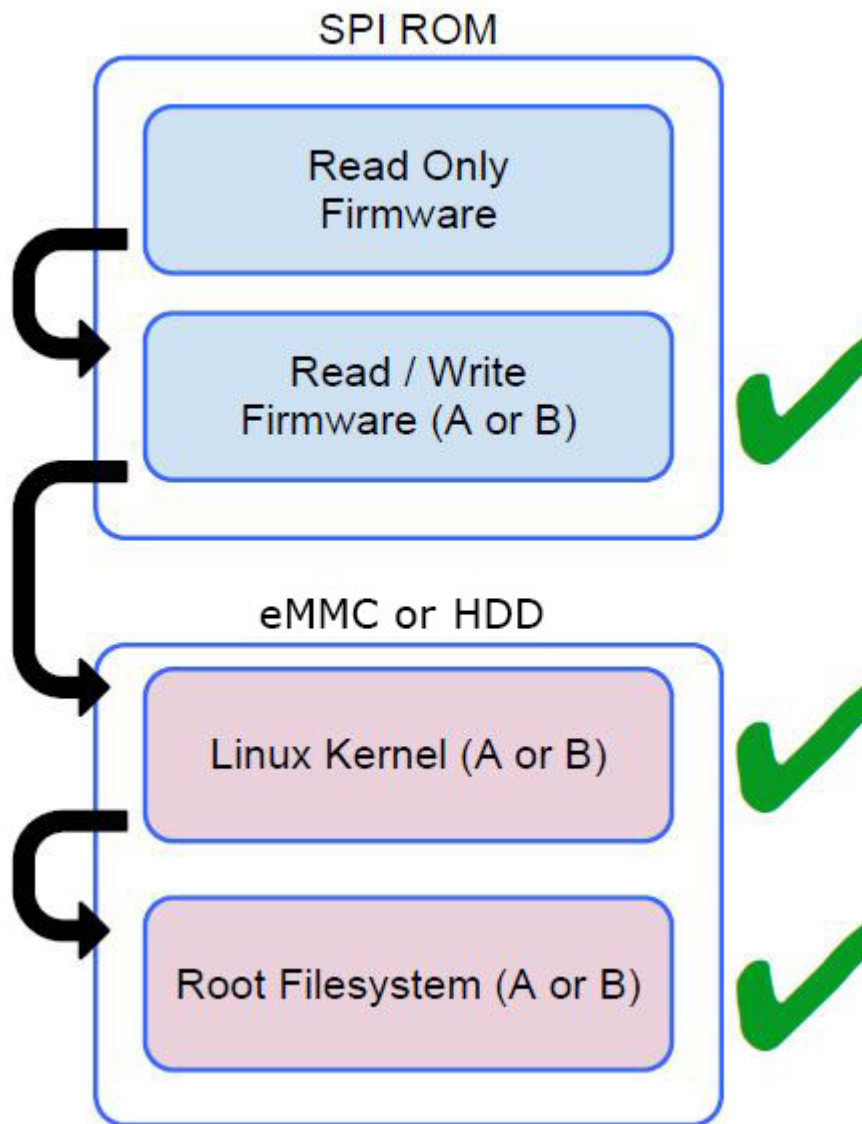 SPI ROM
Read Only
Firmware
Read / Write
Firmware (A or B)
eMMC or HDD
Linux Kernel (A or B)
Root Filesystem (A or B)